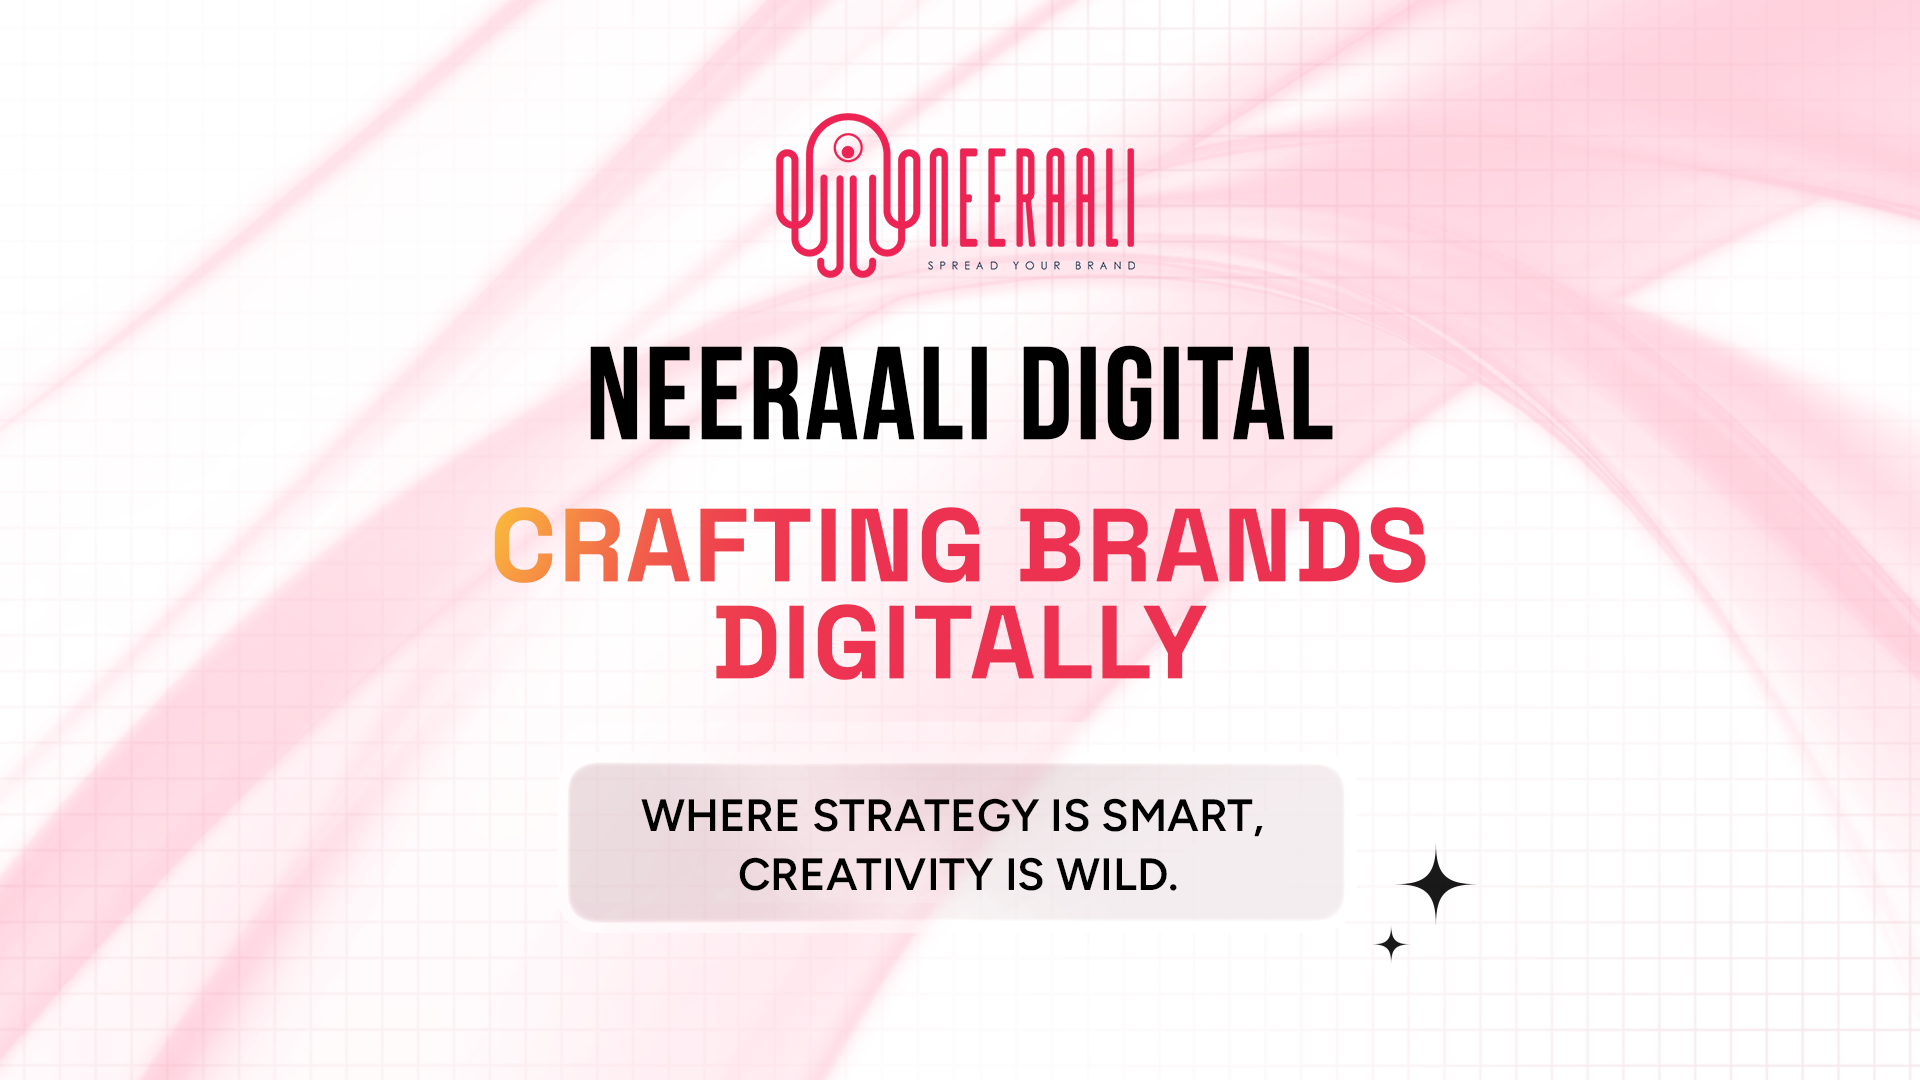 NEERAALI
SPREAD YOUR BRAND
NEERAALI DIGITAL
CRAFTING BRANDS
DIGITALLY
WHERE STRATEGY IS SMART,
CREATIVITY IS WILD.